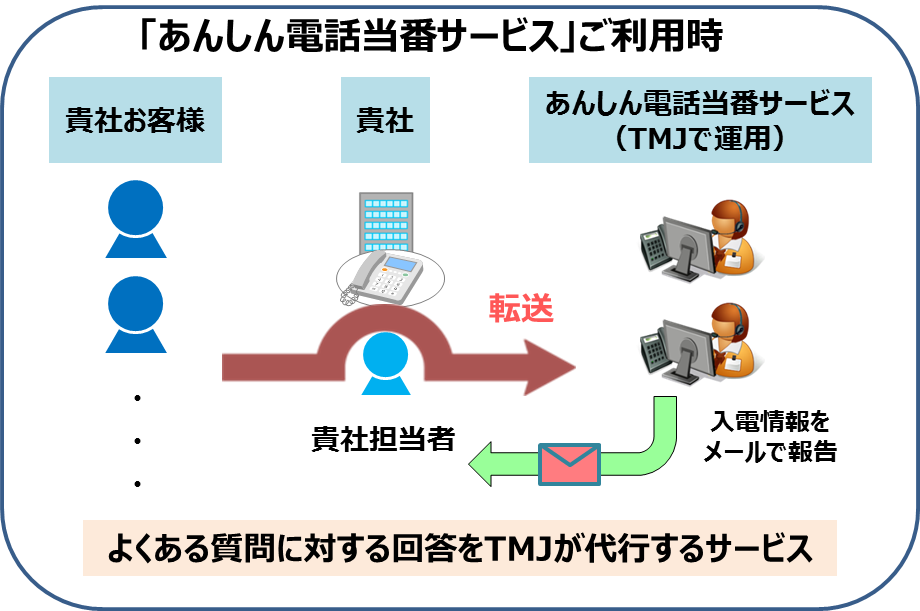 「あんしん電話当番サービス」ご利用時
貴社お客様
貴社
あんしん電話当番サービス
（TMJで運用）
転送
貴社担当者
入電情報を
メールで報告
よくある質問に対する回答をTMJが代行するサービス